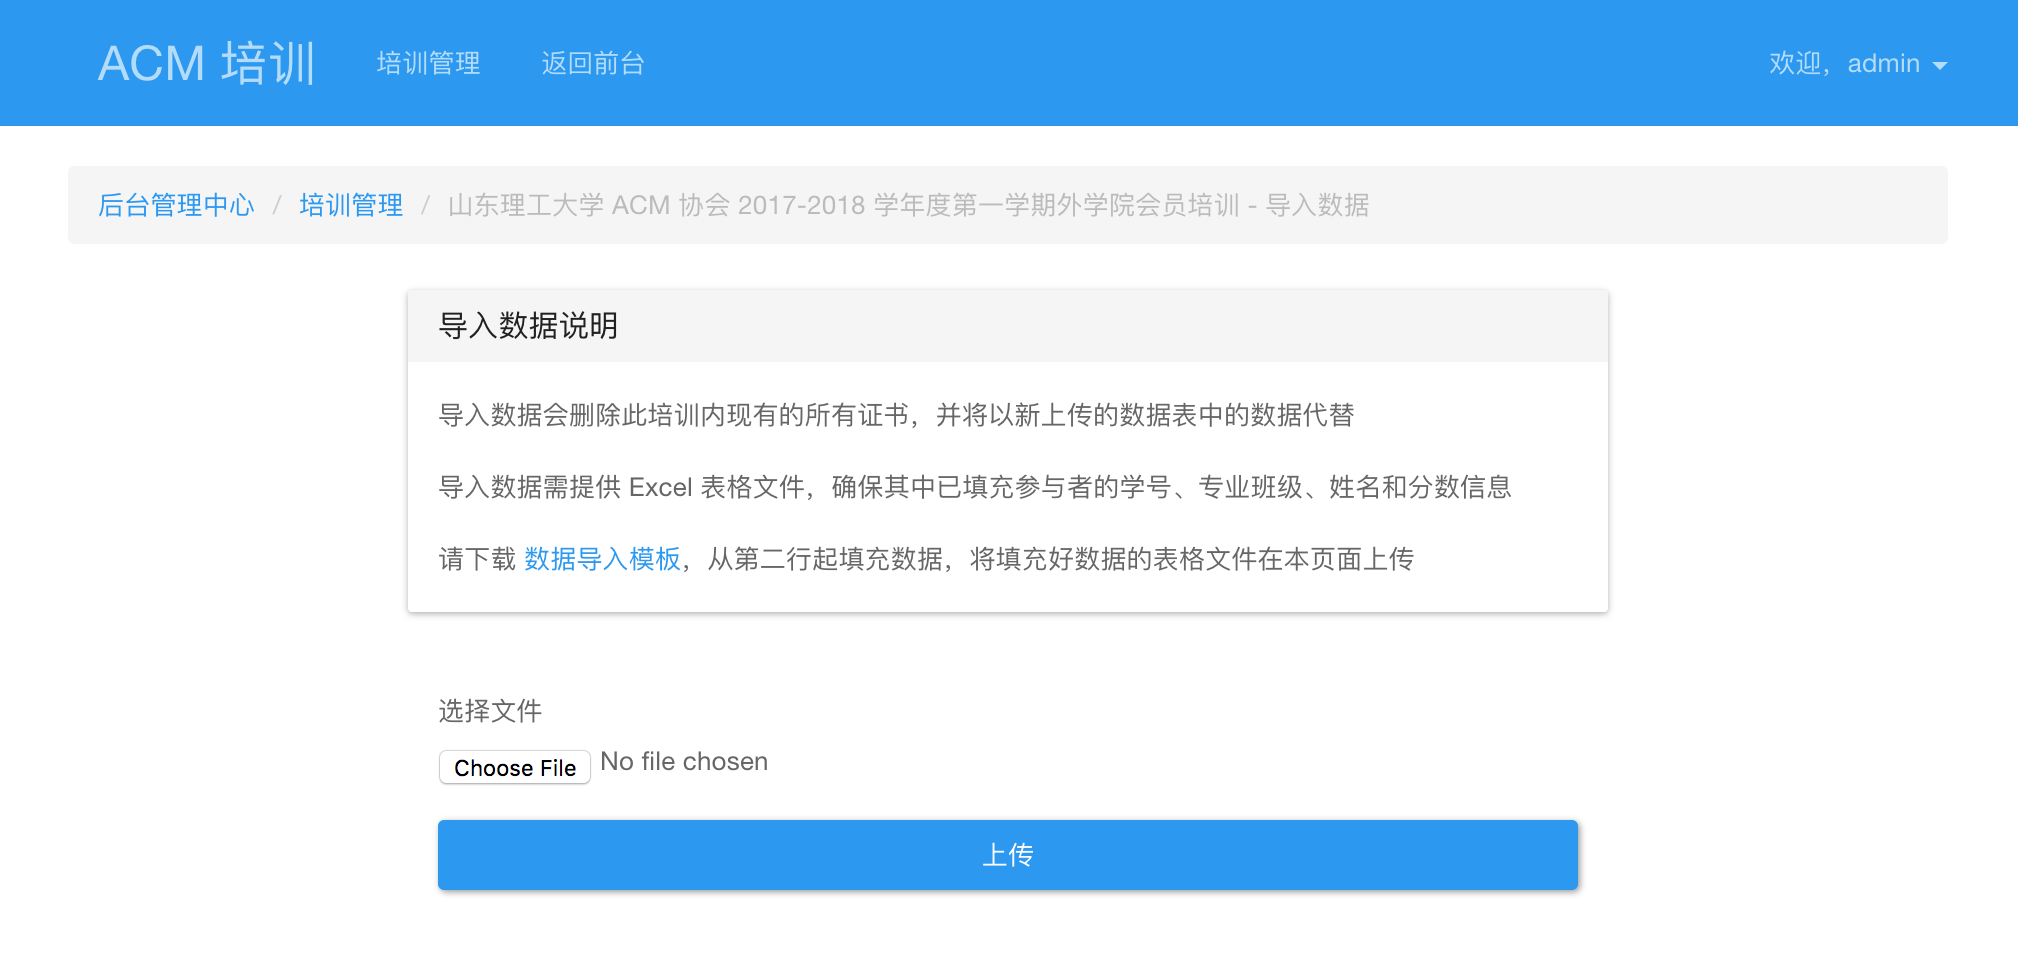 ACM 培训 培训管理 返回前台 欢迎，admin
后台管理中心 / 培训管理 / 山东理工大学 ACM 协会 2017-2018 学年度第一学期外学院会员培训 - 导入数据
导入数据说明
导入数据会删除此培训内现有的所有证书，并将以新上传的数据表中的数据代替
导入数据需提供 Excel 表格文件，确保其中已填充参与者的学号、专业班级、姓名和分数信息
请下载 数据导入模板，从第二行起填充数据，将填充好数据的表格文件在本页面上传
选择文件
Choose File No file chosen
上传